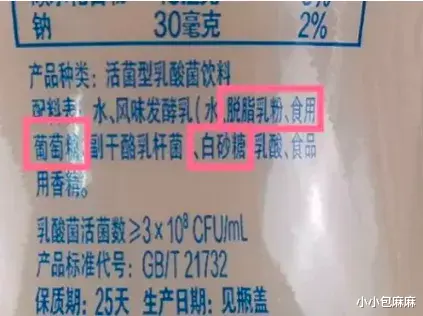 钠 30毫克 2%
产品种类：活菌型乳酸菌饮料
配料表：水、风味发酵乳（水、脱脂乳粉、食用
葡萄糖、副干酪乳杆菌、白砂糖 乳酸、食品
用香精。
乳酸菌活菌数≥3×10⁸ CFU/mL
产品标准代号：GB/T 21732
保质期：25天 生产日期：见瓶盖
小小包麻麻